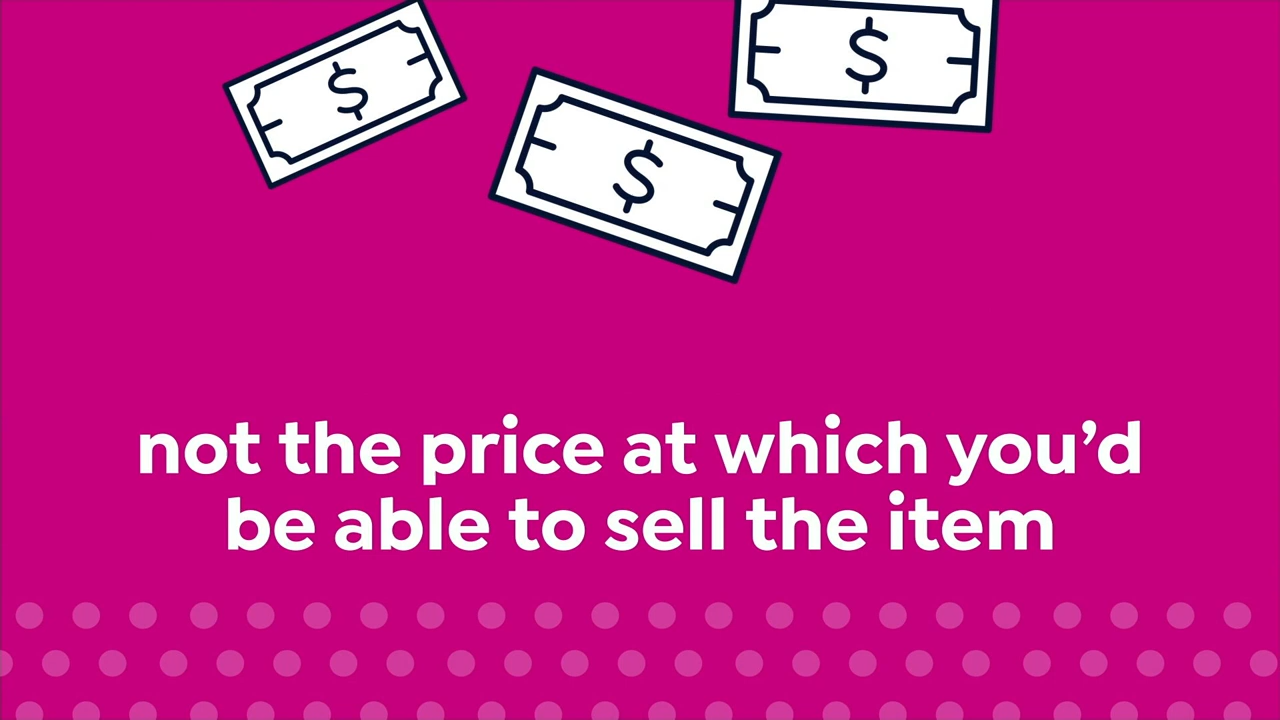 $
$
$
not the price at which you’d
be able to sell the item